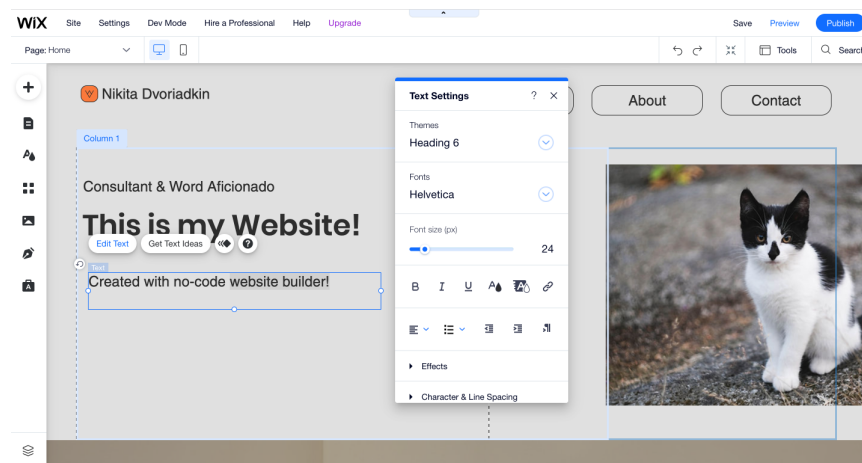 WiX Site Settings Dev Mode Hire a Professional Help Upgrade Save Preview Publish
Page: Home Tools Search
Nikita Dvoriadkin
About
Contact
Column 1
Consultant & Word Aficionado
This is my Website!
Edit Text Get Text Ideas ?
Text
Created with no-code website builder!
Text Settings ? ×
Themes
Heading 6
Fonts
Helvetica
Font size (px)
24
B I U A A
Effects
Character & Line Spacing